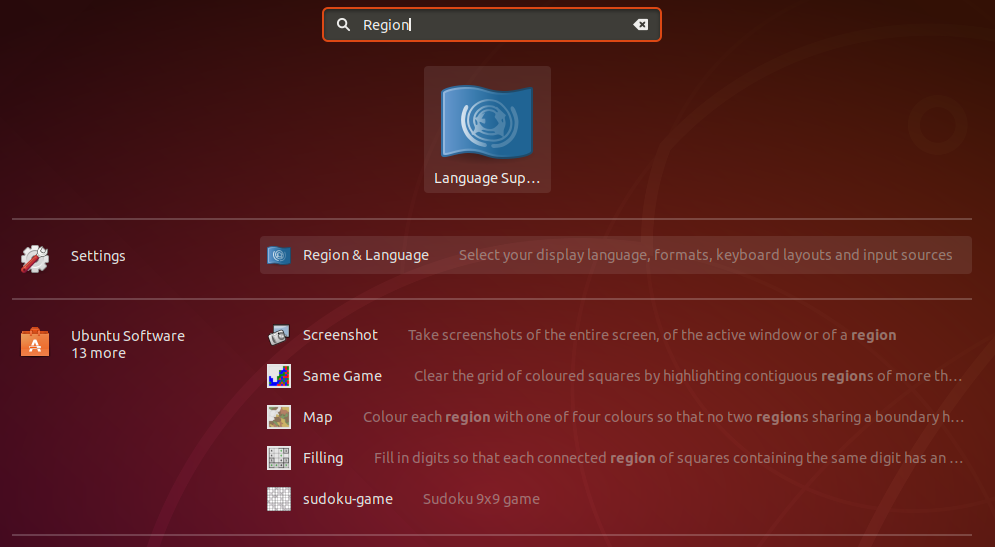 Region
Language Sup…
Settings
Region & Language Select your display language, formats, keyboard layouts and input sources
Ubuntu Software
13 more
Screenshot Take screenshots of the entire screen, of the active window or of a region
Same Game Clear the grid of coloured squares by highlighting contiguous regions of more th…
Map Colour each region with one of four colours so that no two regions sharing a boundary h…
Filling Fill in digits so that each connected region of squares containing the same digit has an …
sudoku-game Sudoku 9x9 game